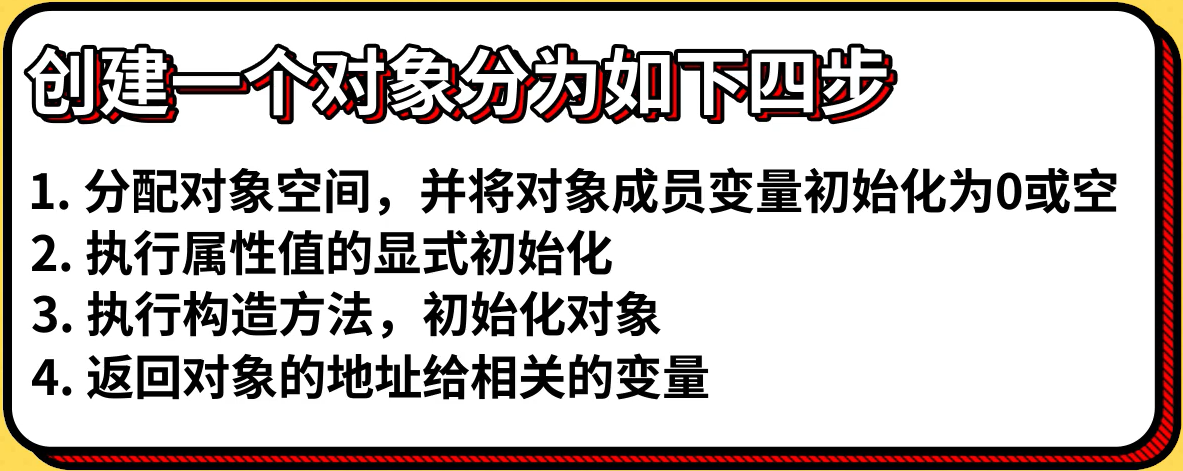 创建一个对象分为如下四步
1. 分配对象空间，并将对象成员变量初始化为0或空
2. 执行属性值的显式初始化
3. 执行构造方法，初始化对象
4. 返回对象的地址给相关的变量